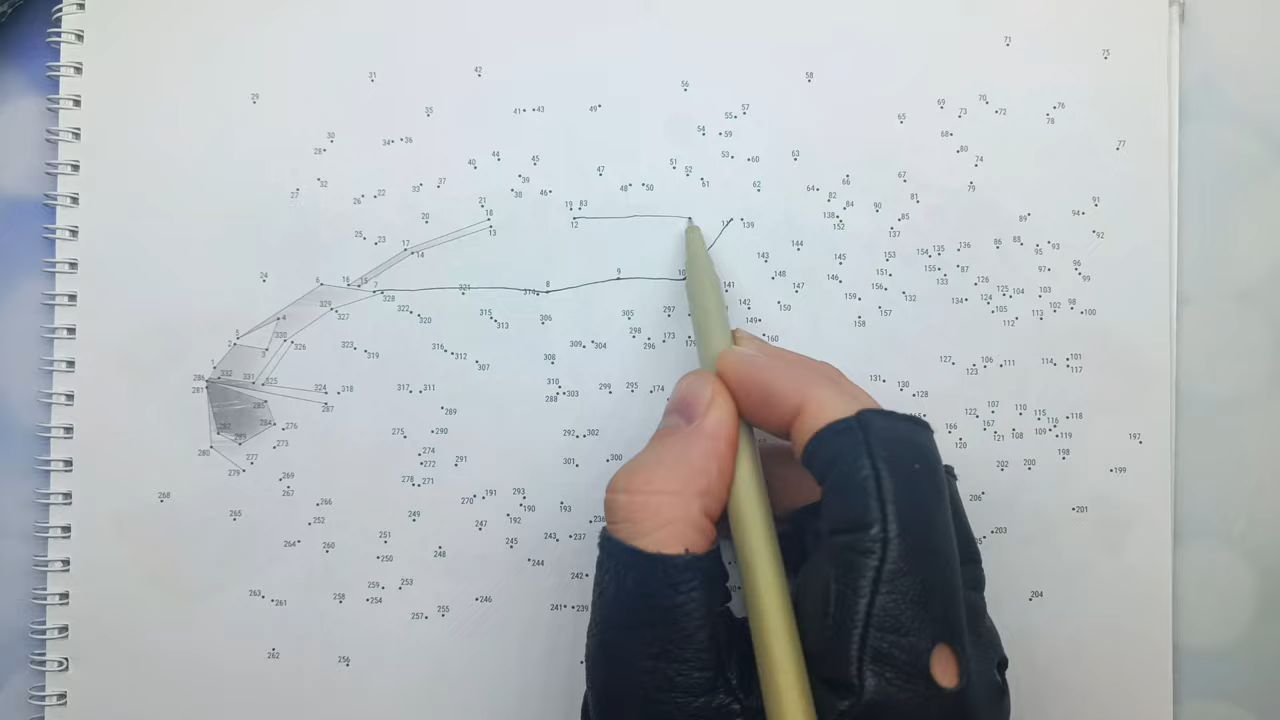 71
75
42
31
58
56
29
69 70 76
35 41 43 49 57
55 65 73 72 78
54 59
30 34 36 68 77
28 80
44 45 51 53 60 63 74
40 52
32 39 47 67 66
33 37 48 50 61 62 64 79
27 26 22 38 46 82 81 91
21 19 83 84 90
18 138 85 89 94
20 12 139 152
13 137 92
25 23 17 144
14 143 145 153 154 135 136 86 88 95 93
24 6 16 15 9 10 148 146 151 155 126 97 96
7 8 141 156 133 125 104 103 99
328 321 314 147 159 132 134 124
329 322 142 150 157 105 113 102 98 100
327 320 315 306 305 297 149 158 112
5 4 313 298
2 330 326 323 309 304 296 173 179 160
3 319 316 312 308
1 307 127 106 111 114 101
332 123 117
286 331 325 310 131
281 324 318 317 311 303 299 295 174 130
285 287 288 128
289 122 107 110 115 118
282 284 276 167 116
283 275 290 292 302 166 121 108 109 119
280 273 274 120 197
277 272 291 301 300 198
279 202 200 199
269 278 271
268 267 270 191 293 206
266 190 193 201
265 252 249 192
247 203
264 260 251 245 243 237
250 248 244
259 253 242
263 261 258 254 246 204
257 255 241 239
262 256